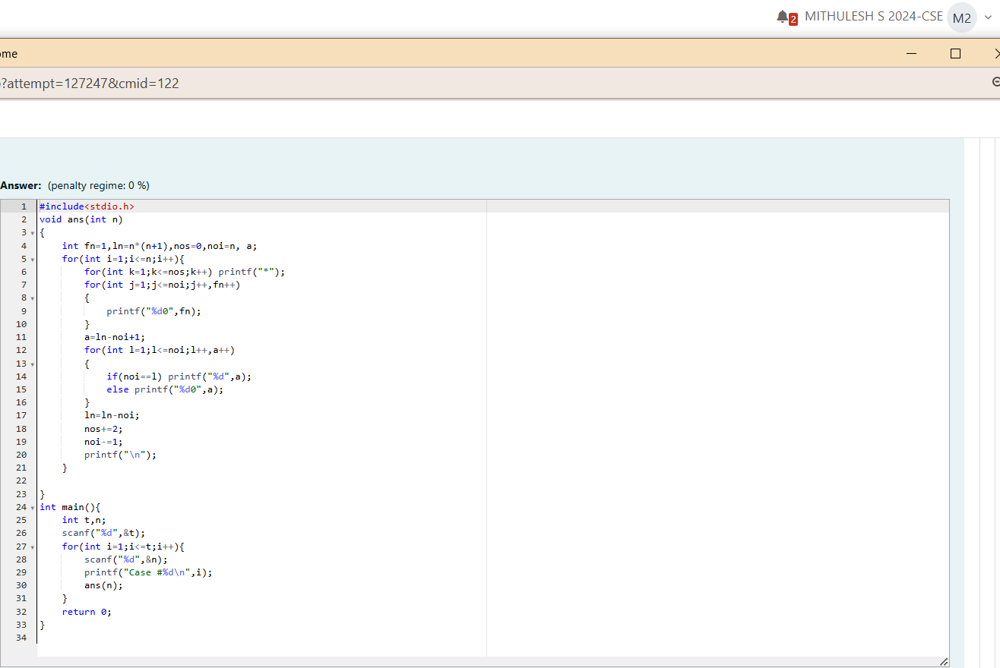 2 MITHULESH S 2024-CSE M2
ome
?attempt=127247&cmid=122
Answer: (penalty regime: 0 %)
1 #include<stdio.h>
2 void ans(int n)
3 {
4     int fn=1,ln=n*(n+1),nos=0,noi=n, a;
5     for(int i=1;i<=n;i++){
6         for(int k=1;k<=nos;k++) printf("*");
7         for(int j=1;j<=noi;j++,fn++)
8         {
9             printf("%d0",fn);
10         }
11         a=ln-noi+1;
12         for(int l=1;l<=noi;l++,a++)
13         {
14             if(noi==l) printf("%d",a);
15             else printf("%d0",a);
16         }
17         ln=ln-noi;
18         nos+=2;
19         noi-=1;
20         printf("\n");
21     }
22
23 }
24 int main(){
25     int t,n;
26     scanf("%d",&t);
27     for(int i=1;i<=t;i++){
28         scanf("%d",&n);
29         printf("Case #%d\n",i);
30         ans(n);
31     }
32     return 0;
33 }
34